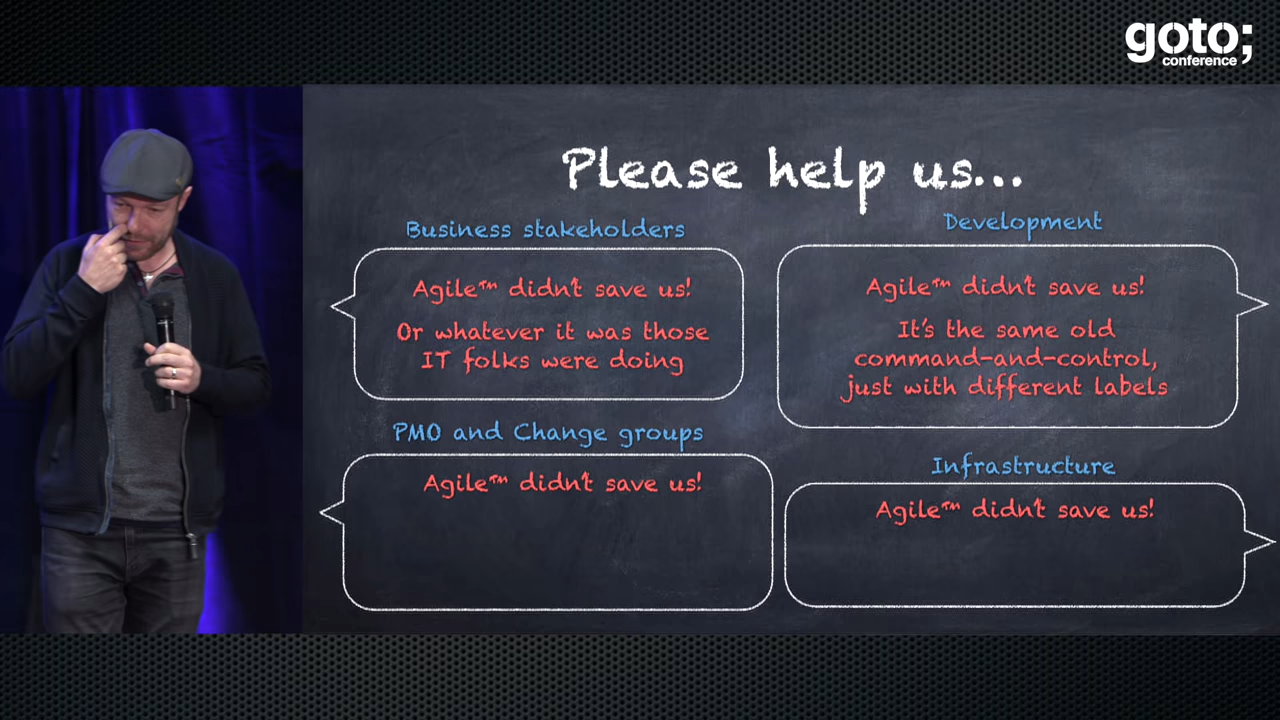 goto;
conference
Please help us...
Business stakeholders
Agile™ didn't save us!
Or whatever it was those
IT folks were doing
Development
Agile™ didn't save us!
It's the same old
command-and-control,
just with different labels
PMO and Change groups
Agile™ didn't save us!
Infrastructure
Agile™ didn't save us!